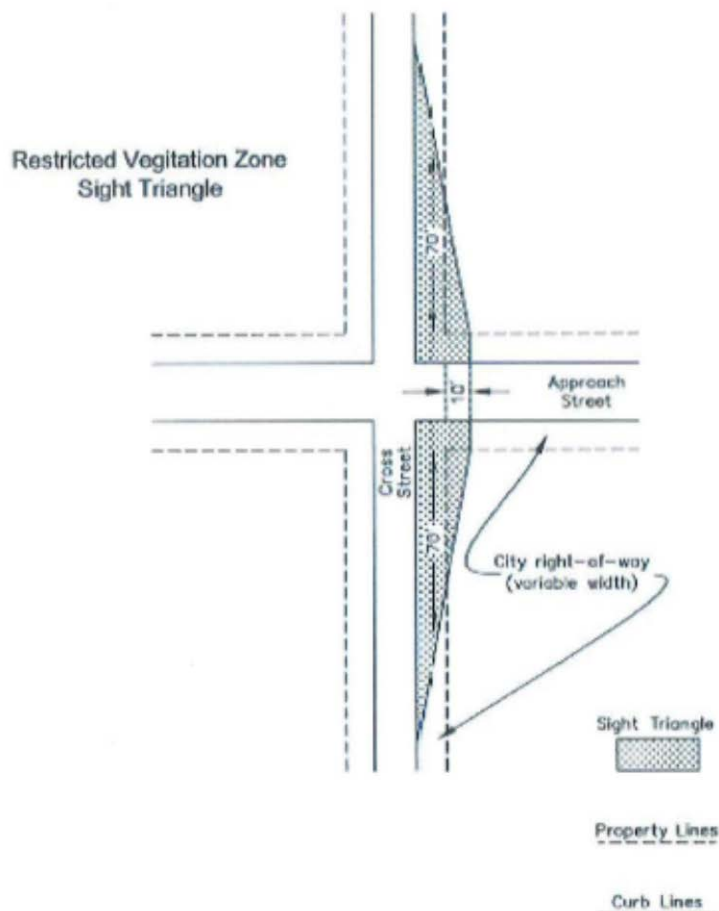 Restricted Vegitation Zone
Sight Triangle
70'
10'
Approach
Street
Cross
Street
70'
City right-of-way
(variable width)
Sight Triangle
Property Lines
Curb Lines